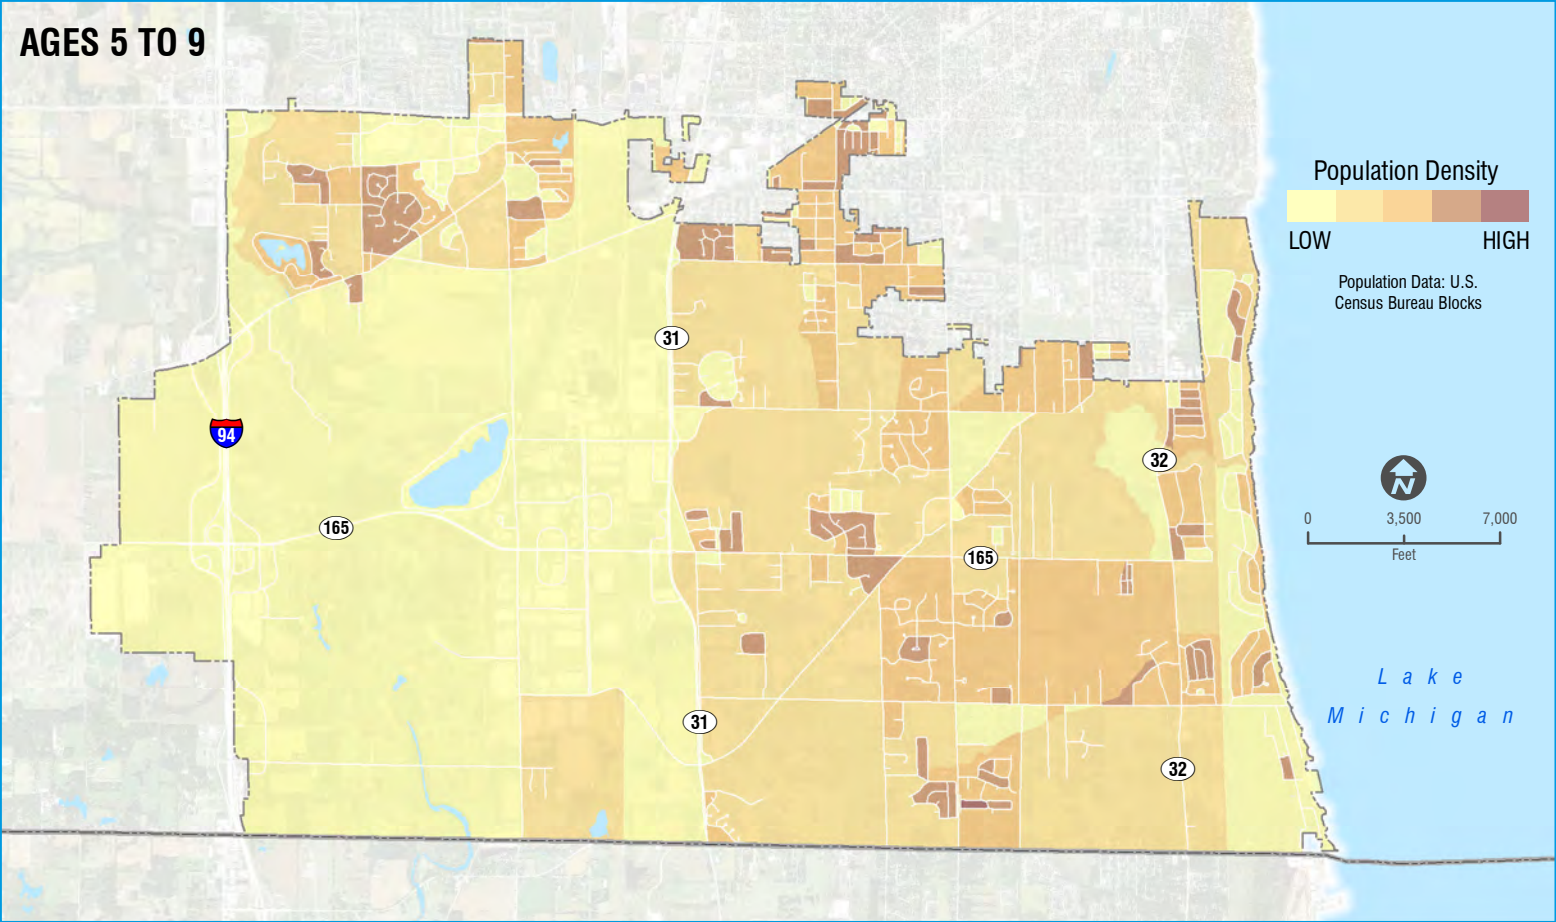 AGES 5 TO 9
Population Density
LOW HIGH
Population Data: U.S.
Census Bureau Blocks
31
94
32
165
N
0 3,500 7,000
Feet
165
Lake
Michigan
31
32